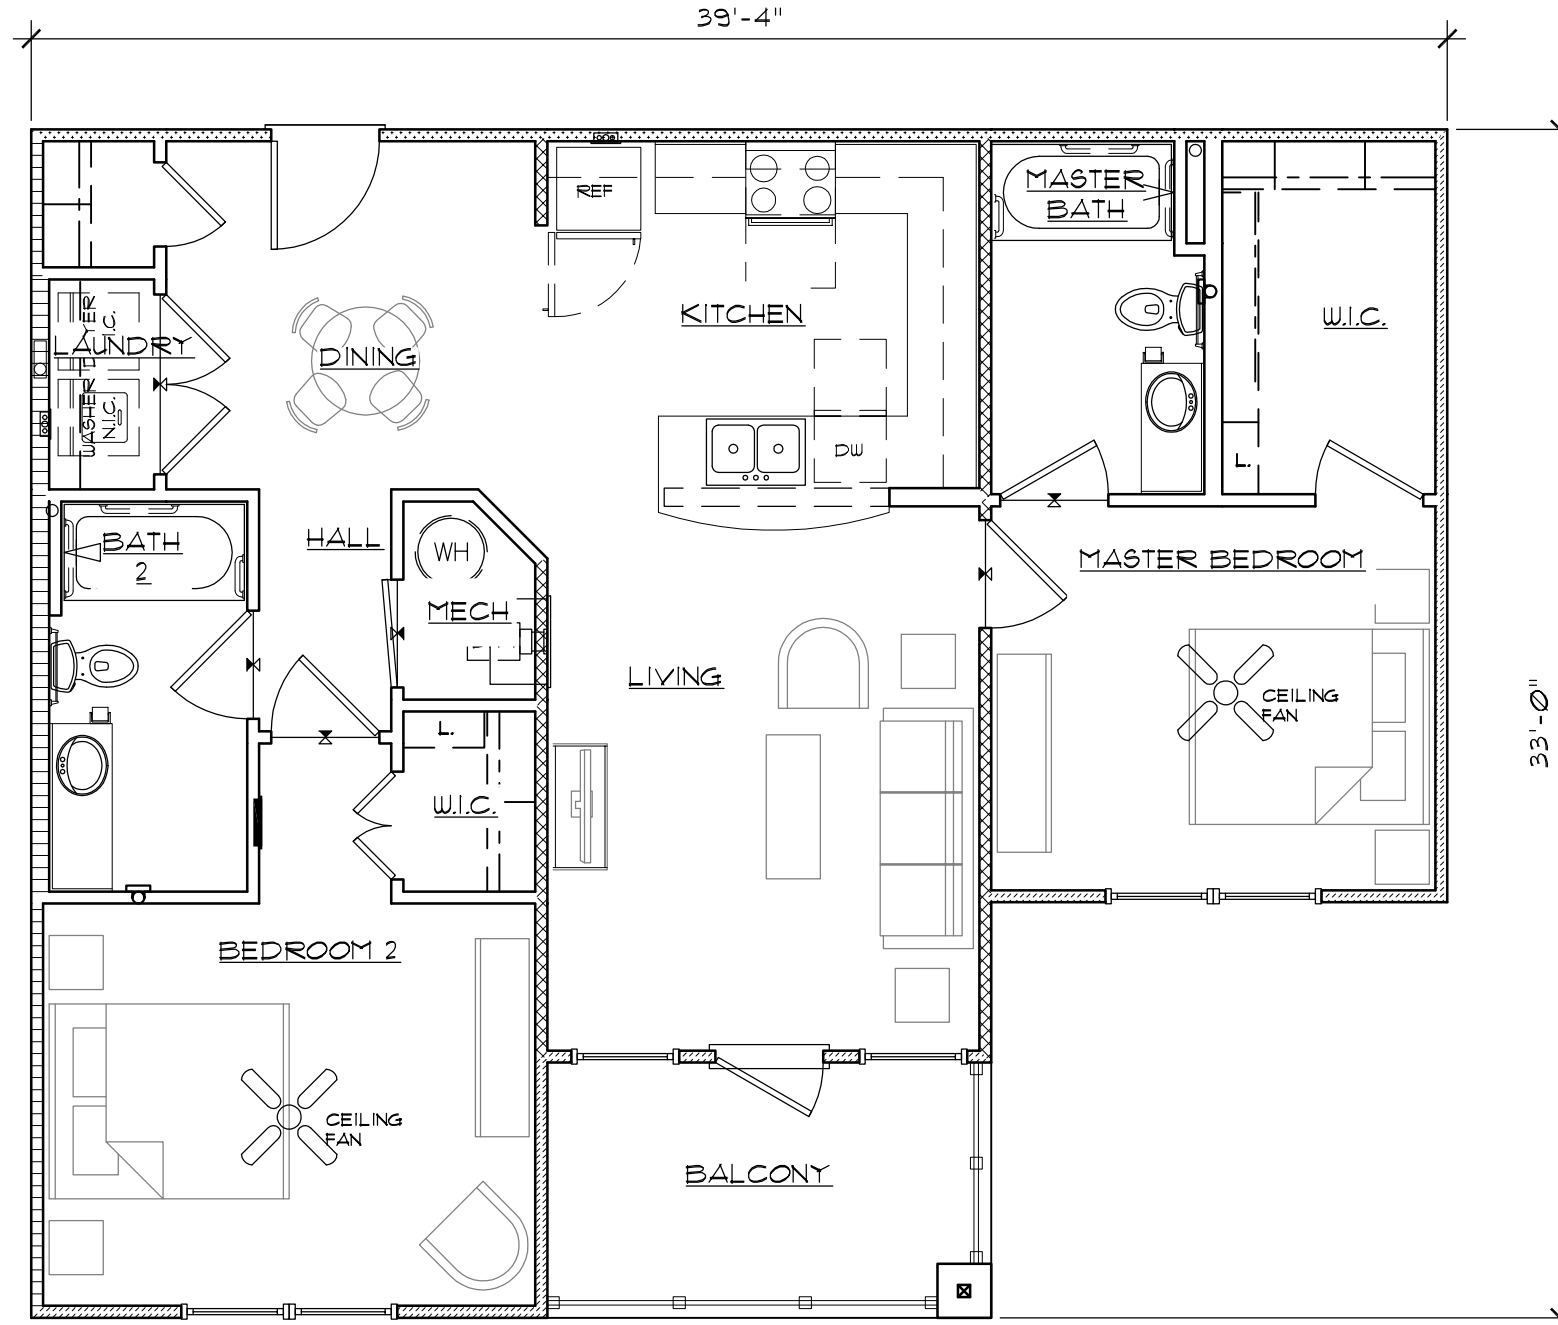 39'-4"
REF
MASTER
BATH
KITCHEN
W.I.C.
DRYER
N.I.C.
LAUNDRY
DINING
WASHER
N.I.C.
DW
L.
HALL
BATH
2
WH
MASTER BEDROOM
MECH
LIVING
CEILING
FAN
33'-0"
L.
W.I.C.
BEDROOM 2
CEILING
FAN
BALCONY